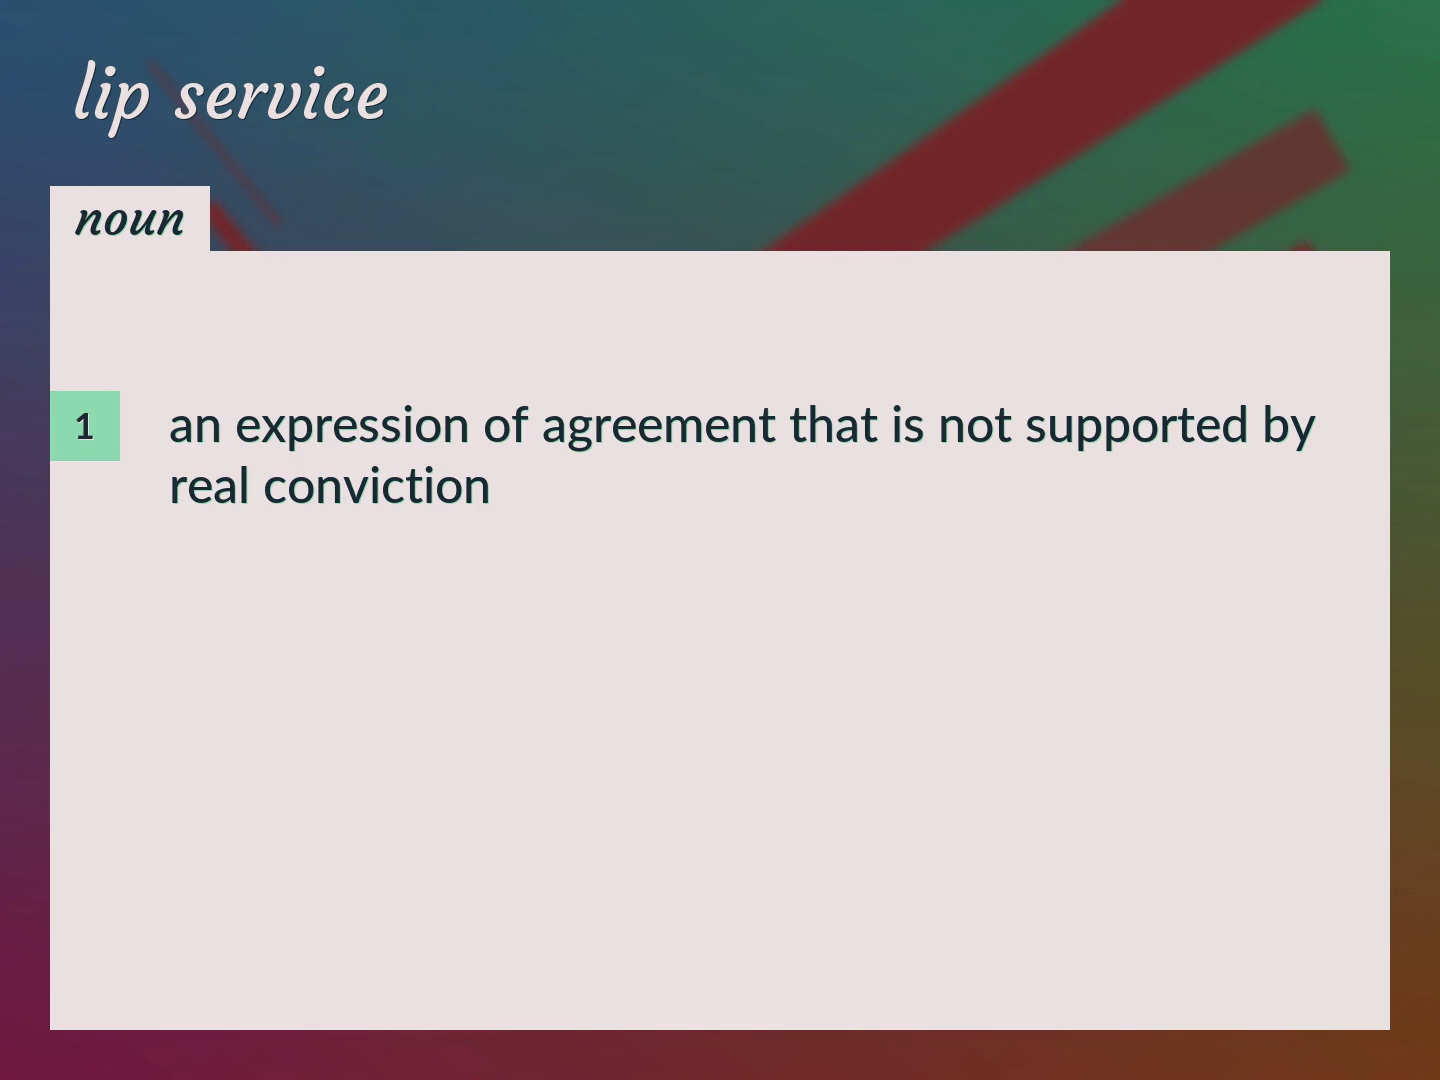 lip service
noun
1
an expression of agreement that is not supported by
real conviction